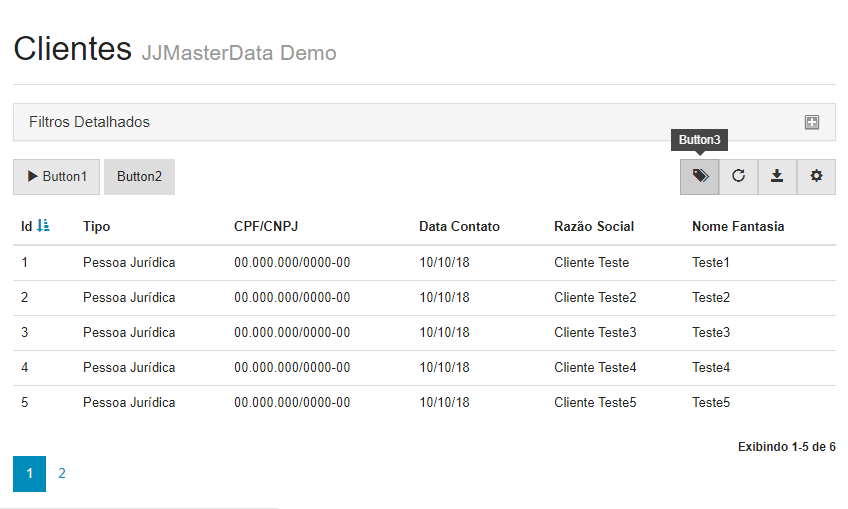 Clientes JJMasterData Demo
Filtros Detalhados
Button3
Button1 Button2
Id Tipo CPF/CNPJ Data Contato Razão Social Nome Fantasia
1 Pessoa Jurídica 00.000.000/0000-00 10/10/18 Cliente Teste Teste1
2 Pessoa Jurídica 00.000.000/0000-00 10/10/18 Cliente Teste2 Teste2
3 Pessoa Jurídica 00.000.000/0000-00 10/10/18 Cliente Teste3 Teste3
4 Pessoa Jurídica 00.000.000/0000-00 10/10/18 Cliente Teste4 Teste4
5 Pessoa Jurídica 00.000.000/0000-00 10/10/18 Cliente Teste5 Teste5
Exibindo 1-5 de 6
1 2